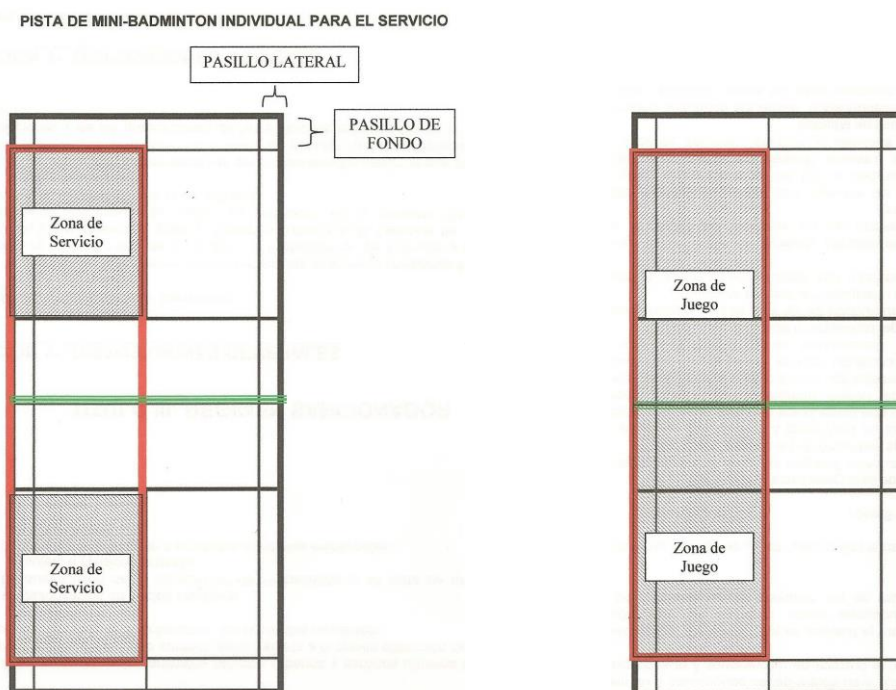 PISTA DE MINI-BADMINTON INDIVIDUAL PARA EL SERVICIO
PASILLO LATERAL
PASILLO DE
FONDO
Zona de
Servicio
Zona de
Servicio
Zona de
Juego
Zona de
Juego